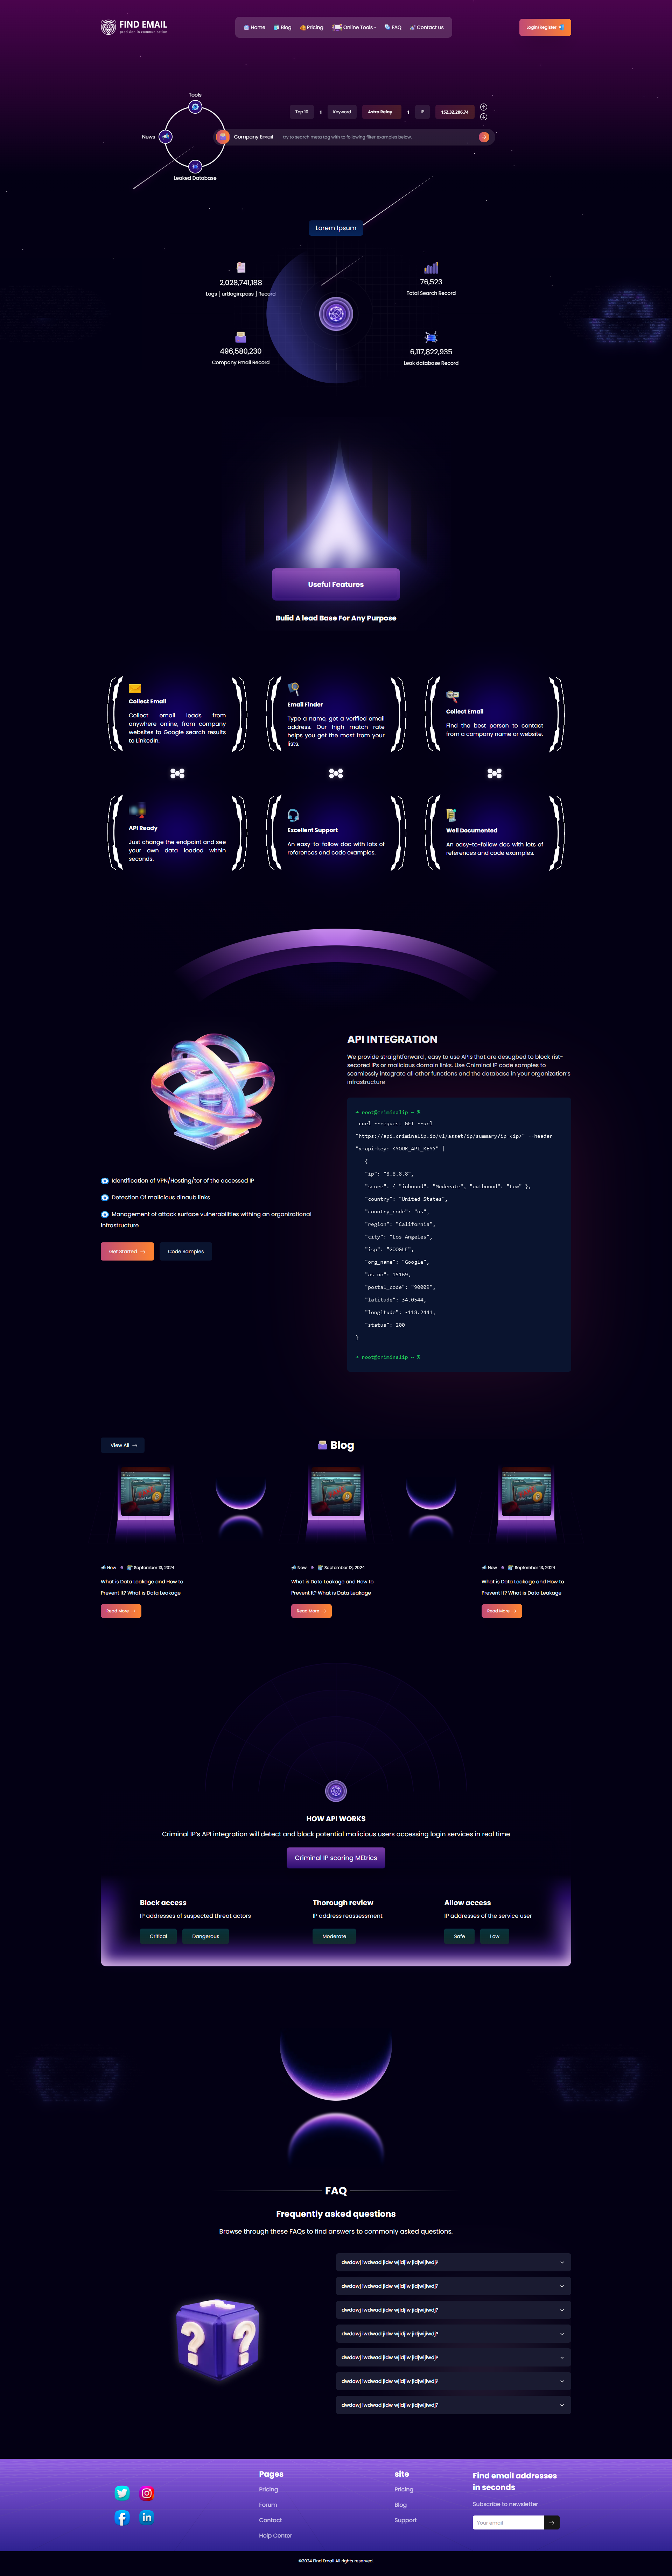 FIND EMAIL
precision in communication
Home
Blog
Pricing
Online Tools
FAQ
Contact us
Login/Register
Tools
Top 10
1
Keyword
Astro Relay
1
IP
152.32.206.74
News
Company Email
try to search make tag with to following filter examples below.
Leaked Database
Lorem Ipsum
2,028,741,188
Logs [ urlloginpass ] Record
76,523
Total Search Record
496,580,230
Company Email Record
6,117,822,935
Leak database Record
Useful Features
Bulid A lead Base For Any Purpose
Collect Email
Collect email leads from
anywhere online, from company
websites to Google search results
to LinkedIn.
Email Finder
Type a name, get a verified email
address. Our high match rate
helps you get the most from your
lists.
Collect Email
Find the best person to contact
from a company name or website.
API Ready
Just change the endpoint and see
your own data loaded within
seconds.
Excellent Support
An easy-to-follow doc with lots of
references and code examples.
Well Documented
An easy-to-follow doc with lots of
references and code examples.
API INTEGRATION
We provide straightforward , easy to use APIs that are desugbed to block rist-
scored IPs or malicious domain links. Use Cnlminal IP code samples to
seamlessly integrate all other functions and the database in your organization's
infrastructure
→ root@criminalip ~ %
curl --request GET --url
"https://api.criminalip.io/v1/asset/ip/summary?ip=<ip>" --header
"x-api-key: <YOUR_API_KEY>" |
{
"ip": "8.8.8.8",
"score": { "inbound": "Moderate", "outbound": "Low" },
"country": "United States",
"country_code": "us",
"region": "California",
"city": "Los Angeles",
"isp": "GOOGLE",
"org_name": "Google",
"as_no": 15169,
"postal_code": "90009",
"latitude": 34.0544,
"longitude": -118.2441,
"status": 200
}
→ root@criminalip ~ %
Identification of VPN/Hosting/tor of the accessed IP
Detection Of malicious dinaub links
Management of attack surface vulnerabilities withing an organizational
infrastructure
Get Started →
Code Samples
View All →
Blog
New
September 13, 2024
What is Data Leakage and How to
Prevent it? What is Data Leakage
Read More →
New
September 13, 2024
What is Data Leakage and How to
Prevent it? What is Data Leakage
Read More →
New
September 13, 2024
What is Data Leakage and How to
Prevent it? What is Data Leakage
Read More →
HOW API WORKS
Criminal IP's API integration will detect and block potential malicious users accessing login services in real time
Criminal IP scoring MEtrics
Block access
IP addresses of suspected threat actors
Critical
Dangerous
Thorough review
IP address reassessment
Moderate
Allow access
IP addresses of the service user
Safe
Low
FAQ
Frequently asked questions
Browse through these FAQs to find answers to commonly asked questions.
dwdawj iwdwad jidw wjidjiw jidjwijiwdj?
dwdawj iwdwad jidw wjidjiw jidjwijiwdj?
dwdawj iwdwad jidw wjidjiw jidjwijiwdj?
dwdawj iwdwad jidw wjidjiw jidjwijiwdj?
dwdawj iwdwad jidw wjidjiw jidjwijiwdj?
dwdawj iwdwad jidw wjidjiw jidjwijiwdj?
dwdawj iwdwad jidw wjidjiw jidjwijiwdj?
Pages
Pricing
Forum
Contact
Help Center
site
Pricing
Blog
Support
Find email addresses
in seconds
Subscribe to newsletter
Your email
©2024 Find Email All rights reserved.